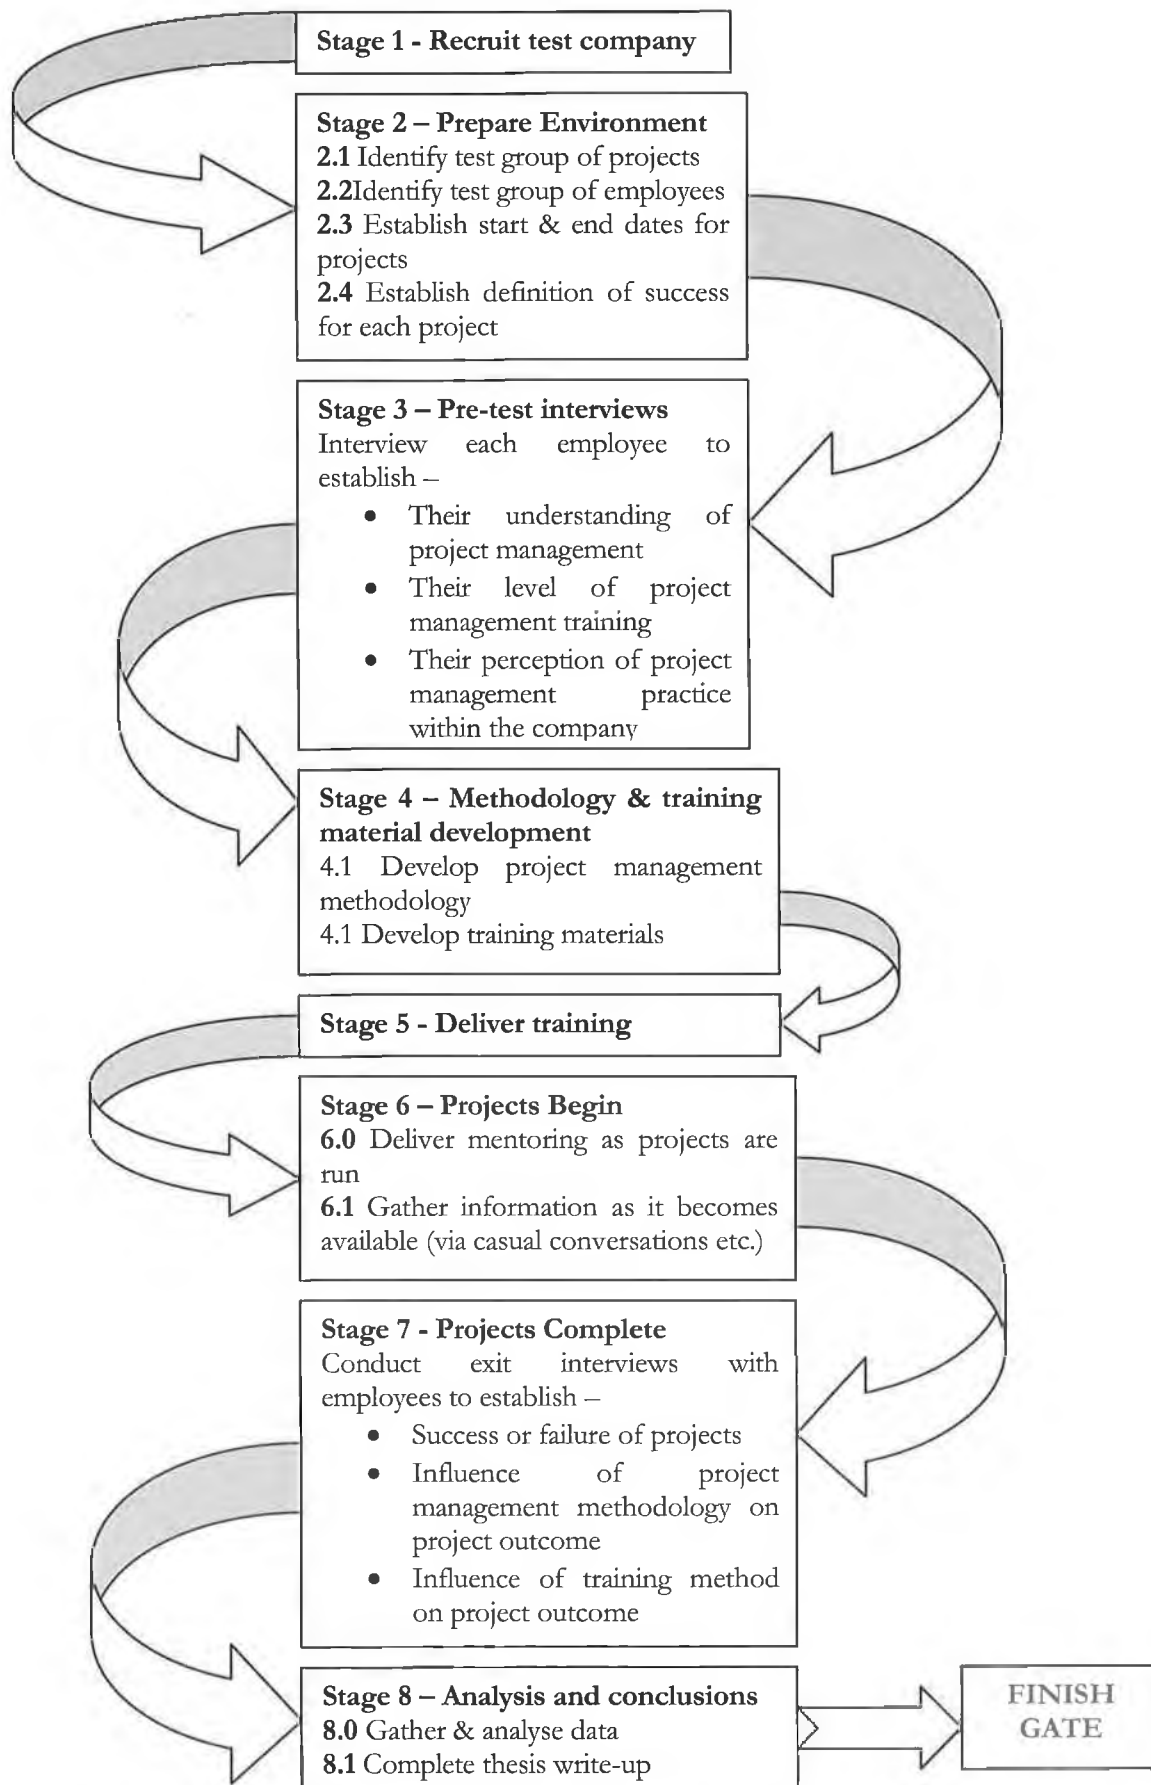 Stage 1 - Recruit test company
Stage 2 – Prepare Environment
2.1 Identify test group of projects
2.2Identify test group of employees
2.3 Establish start & end dates for
projects
2.4 Establish definition of success
for each project
Stage 3 – Pre-test interviews
Interview each employee to
establish –
• Their understanding of
project management
• Their level of project
management training
• Their perception of project
management practice
within the company
Stage 4 – Methodology & training
material development
4.1 Develop project management
methodology
4.1 Develop training materials
Stage 5 - Deliver training
Stage 6 – Projects Begin
6.0 Deliver mentoring as projects are
run
6.1 Gather information as it becomes
available (via casual conversations etc.)
Stage 7 - Projects Complete
Conduct exit interviews with
employees to establish –
• Success or failure of projects
• Influence of project
management methodology on
project outcome
• Influence of training method
on project outcome
Stage 8 – Analysis and conclusions
8.0 Gather & analyse data
8.1 Complete thesis write-up
FINISH
GATE